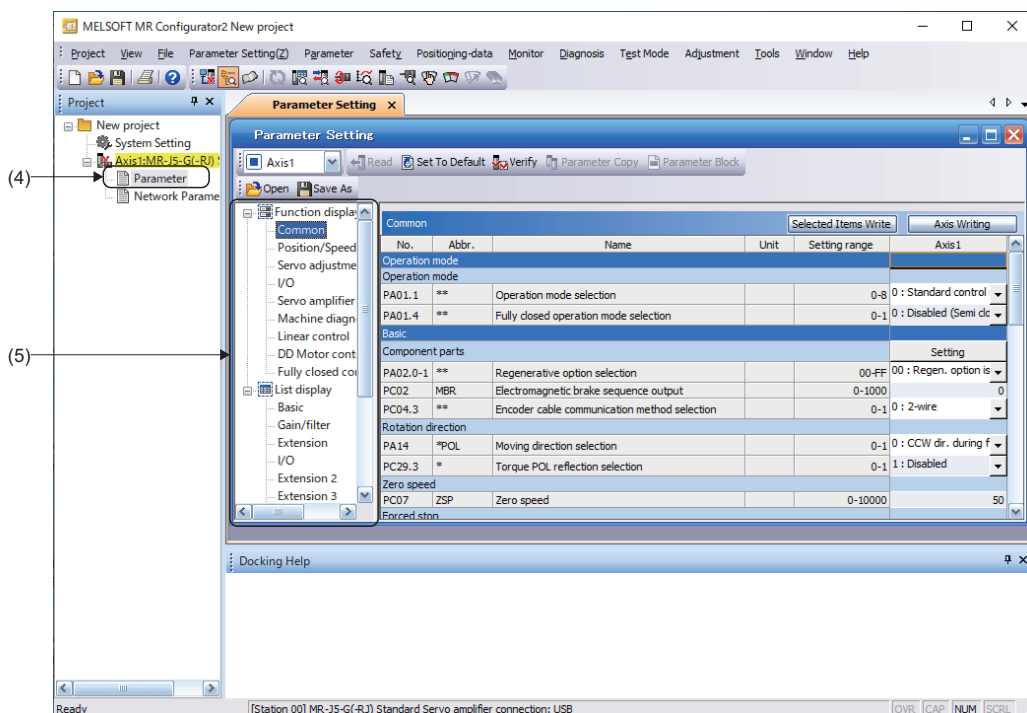 MELSOFT MR Configurator2 New project
Project View File Parameter Setting(Z) Parameter Safety Positioning-data Monitor Diagnosis Test Mode Adjustment Tools Window Help
Project
Parameter Setting
New project
System Setting
Axis1:MR-J5-G(-RJ)
(4)
Parameter
Network Parame
Parameter Setting
Axis1 Read Set To Default Verify Parameter Copy Parameter Block
Open Save As
(5)
Function display
Common
Position/Speed
Servo adjustme
I/O
Servo amplifier
Machine diagn
Linear control
DD Motor cont
Fully closed con
List display
Basic
Gain/filter
Extension
I/O
Extension 2
Extension 3
Common Selected Items Write Axis Writing
No. Abbr. Name Unit Setting range Axis1
Operation mode
Operation mode
PA01.1 ** Operation mode selection 0-8 0 : Standard control
PA01.4 ** Fully closed operation mode selection 0-1 0 : Disabled (Semi clo
Basic
Component parts Setting
PA02.0-1 ** Regenerative option selection 00-FF 00 : Regen. option is
PC02 MBR Electromagnetic brake sequence output 0-1000 0
PC04.3 ** Encoder cable communication method selection 0-1 0 : 2-wire
Rotation direction
PA14 *POL Moving direction selection 0-1 0 : CCW dir. during f
PC29.3 * Torque POL reflection selection 0-1 1 : Disabled
Zero speed
PC07 ZSP Zero speed 0-10000 50
Forced stop
Docking Help
Ready [Station 00] MR-J5-G(-RJ) Standard Servo amplifier connection: USB OVR CAP NUM SCRL